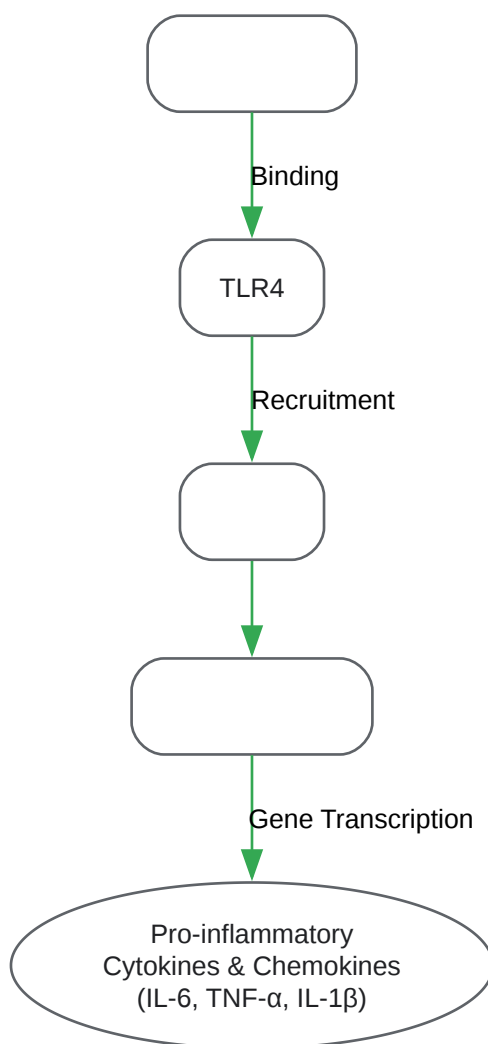 Binding
TLR4
Recruitment
Gene Transcription
Pro-inflammatory
Cytokines & Chemokines
(IL-6, TNF-α, IL-1β)